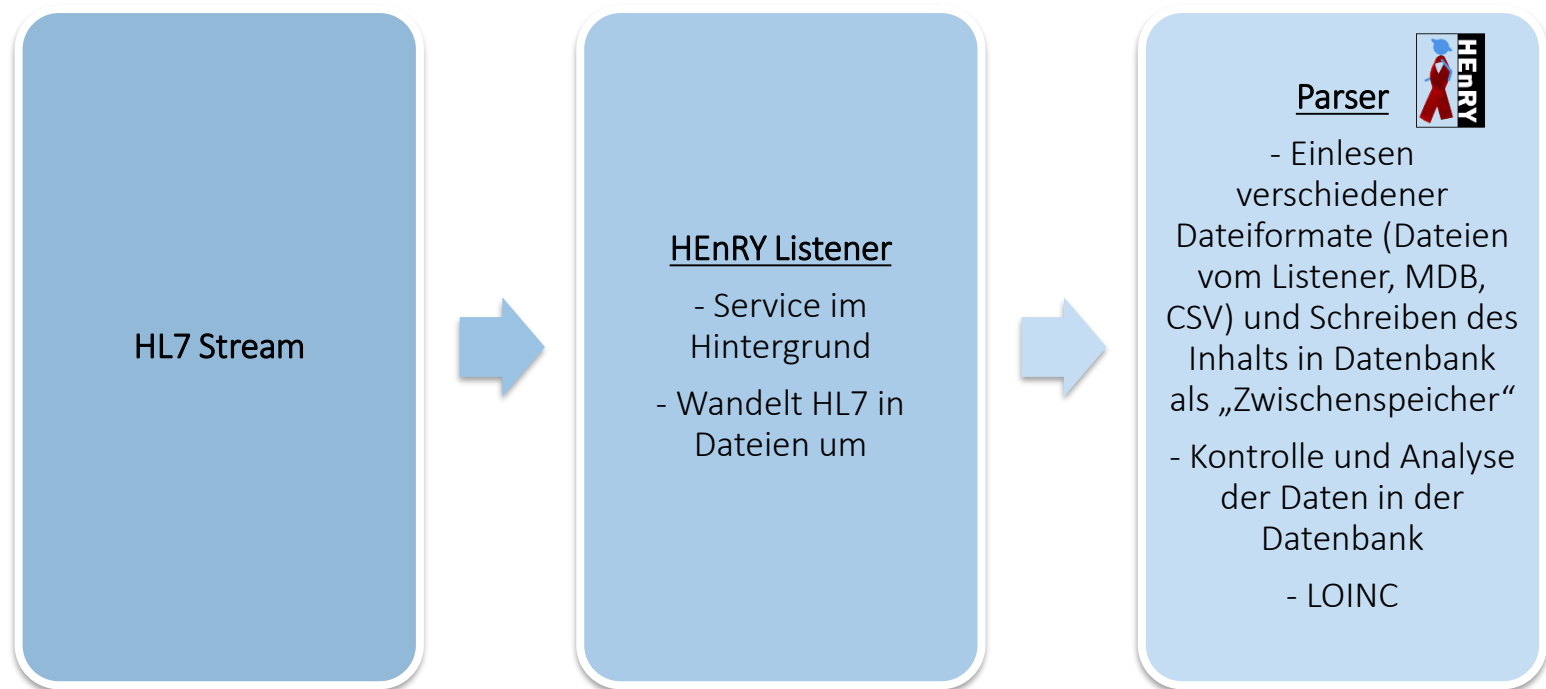 HL7 Stream
HEnRY Listener
- Service im
Hintergrund
- Wandelt HL7 in
Dateien um
HEnRY
Parser
- Einlesen
verschiedener
Dateiformate (Dateien
vom Listener, MDB,
CSV) und Schreiben des
Inhalts in Datenbank
als „Zwischenspeicher“
- Kontrolle und Analyse
der Daten in der
Datenbank
- LOINC